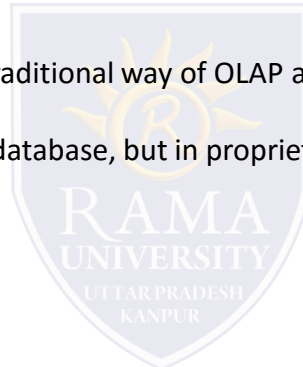 raditional way of OLAP a
database, but in propriet
R
RAMA
UNIVERSITY
UTTAR PRADESH
KANPUR